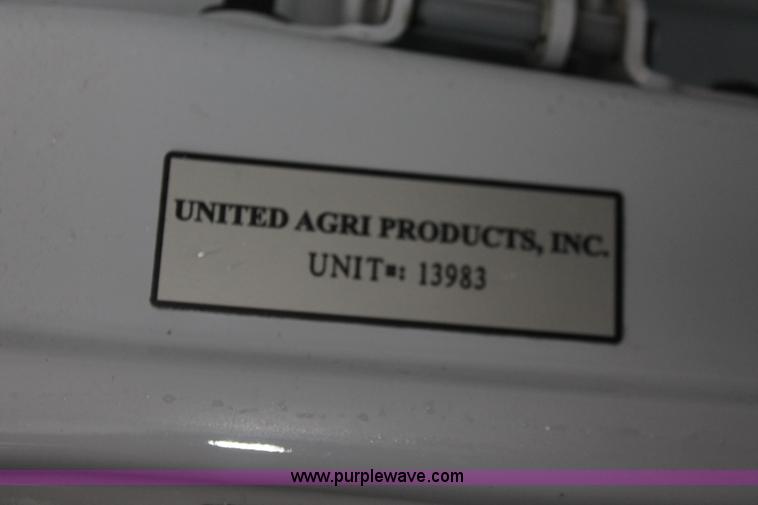 UNITED AGRI PRODUCTS, INC.
UNIT#: 13983
www.purplewave.com